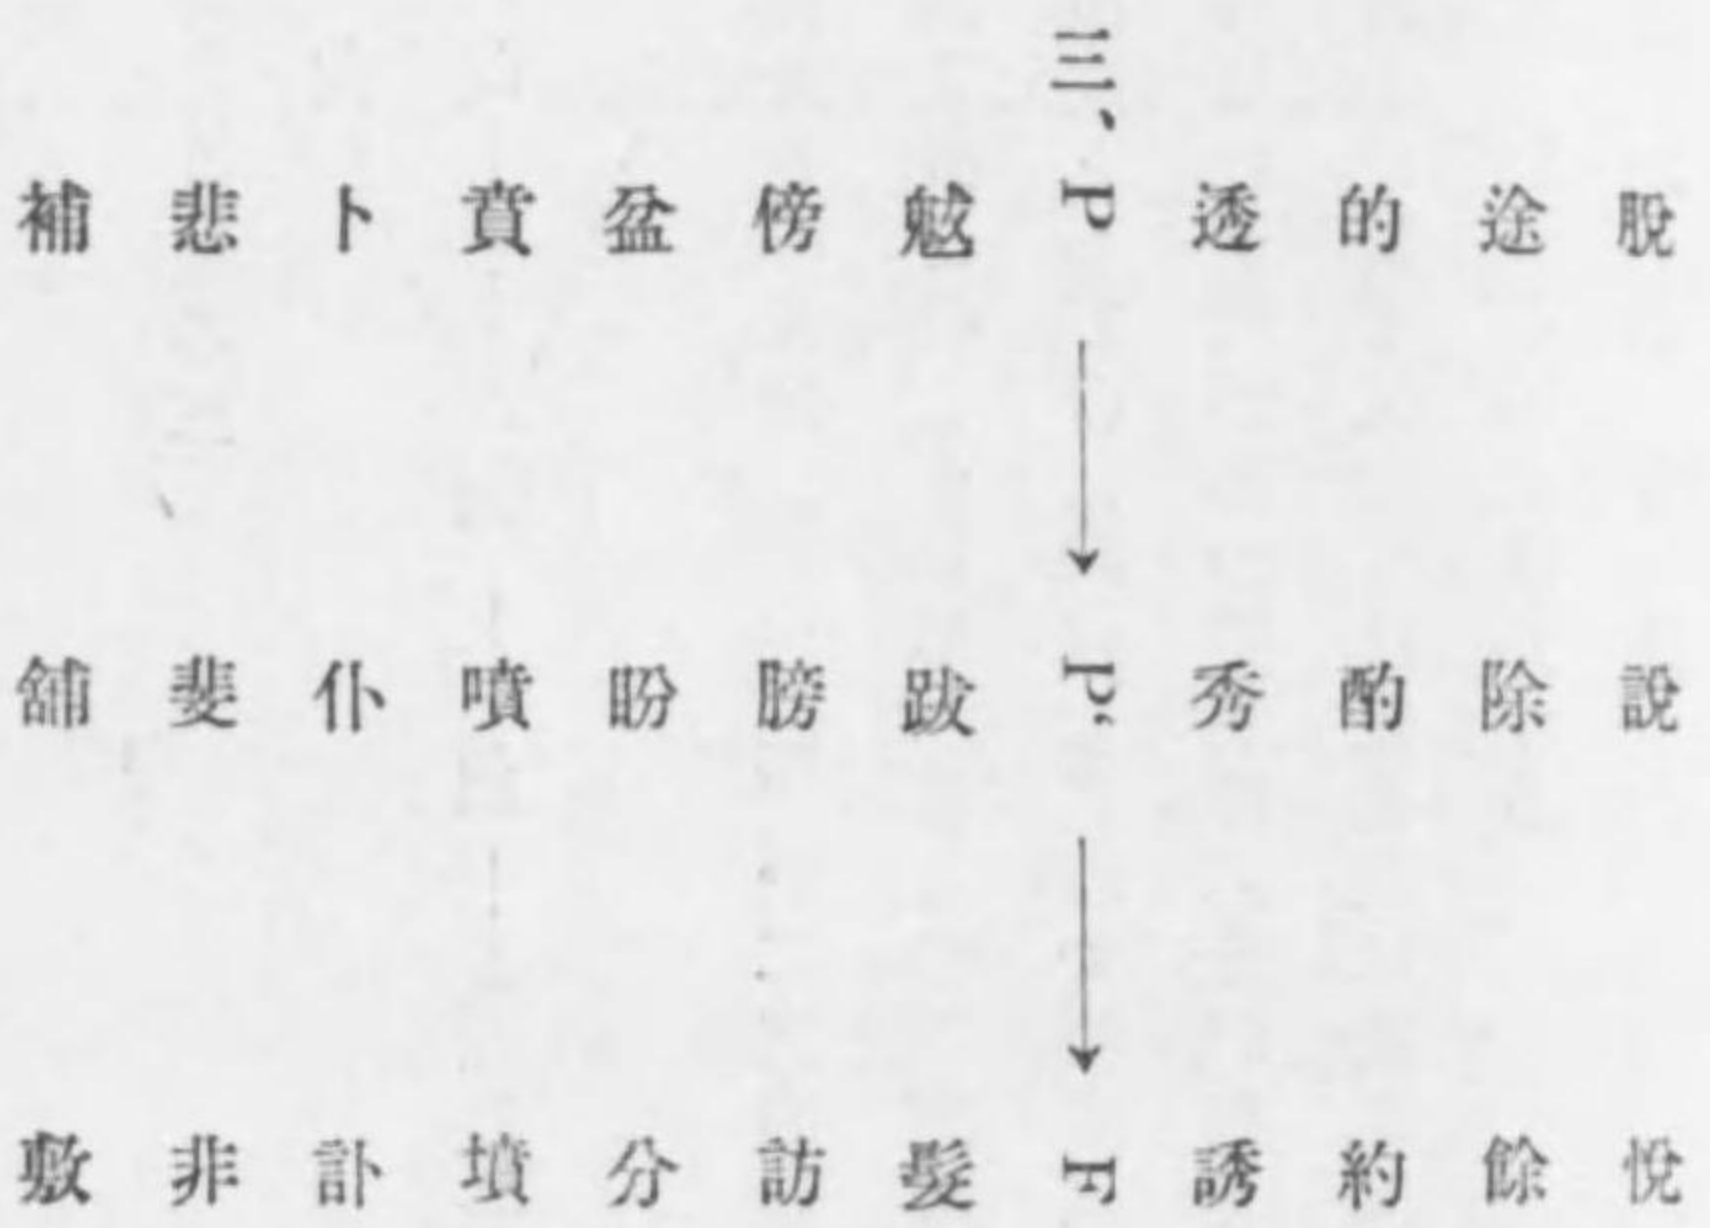 脫 說 悅
途 除 餘
的 酌 約
透 秀 誘
三、P → P‘ → F
魃 跋 髮
傍 膀 訪
盆 盼 分
賁 噴 墳
卜 仆 訃
悲 斐 非
補 舖 敷